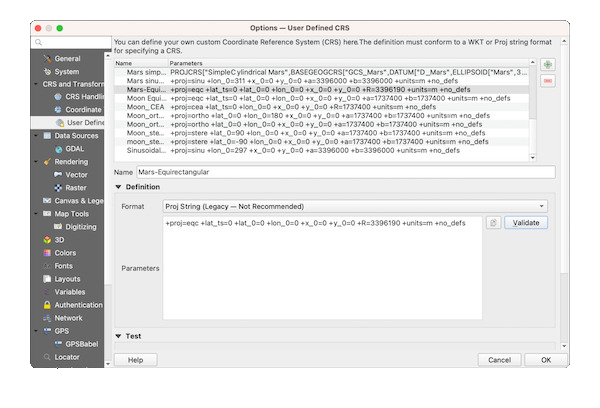 Options — User Defined CRS
You can define your own custom Coordinate Reference System (CRS) here.The definition must conform to a WKT or Proj string format
for specifying a CRS.
General
System
CRS and Transform
CRS Handli
Coordinate
User Define
Data Sources
GDAL
Rendering
Vector
Raster
Canvas & Lege
Map Tools
Digitizing
3D
Colors
Fonts
Layouts
Variables
Authentication
Network
GPS
GPSBabel
Locator
Name Parameters
Mars simp... PROJCRS["SimpleCylindrical Mars",BASEGEOGCRS["GCS_Mars",DATUM["D_Mars",ELLIPSOID["Mars",3...
Mars sinu... +proj=sinu +lon_0=311 +x_0=0 +y_0=0 +a=3396000 +b=3396000 +units=m +no_defs
Mars-Equi... +proj=eqc +lat_ts=0 +lat_0=0 +lon_0=0 +x_0=0 +y_0=0 +R=3396190 +units=m +no_defs
Moon Equi... +proj=eqc +lat_ts=0 +lat_0=0 +lon_0=0 +x_0=0 +y_0=0 +a=1737400 +b=1737400 +units=m +no_defs
Moon_CEA +proj=cea +lat_ts=0 +lon_0=0 +x_0=0 +y_0=0 +R=1737400 +units=m +no_defs
Moon_ort... +proj=ortho +lat_0=0 +lon_0=180 +x_0=0 +y_0=0 +a=1737400 +b=1737400 +units=m +no_defs
Moon_ort... +proj=ortho +lat_0=0 +lon_0=0 +x_0=0 +y_0=0 +a=1737400 +b=1737400 +units=m +no_defs
Moon_ste... +proj=stere +lat_0=90 +lon_0=0 +x_0=0 +y_0=0 +a=1737400 +b=1737400 +units=m +no_defs
moon_ste... +proj=stere +lat_0=-90 +lon_0=0 +x_0=0 +y_0=0 +a=1737400 +b=1737400 +units=m +no_defs
Sinusoidal... +proj=sinu +lon_0=297 +x_0=0 +y_0=0 +a=3396000 +b=3396000 +units=m +no_defs
Name Mars-Equirectangular
Definition
Format Proj String (Legacy — Not Recommended)
+proj=eqc +lat_ts=0 +lat_0=0 +lon_0=0 +x_0=0 +y_0=0 +R=3396190 +units=m +no_defs
Validate
Parameters
Test
Help Cancel OK